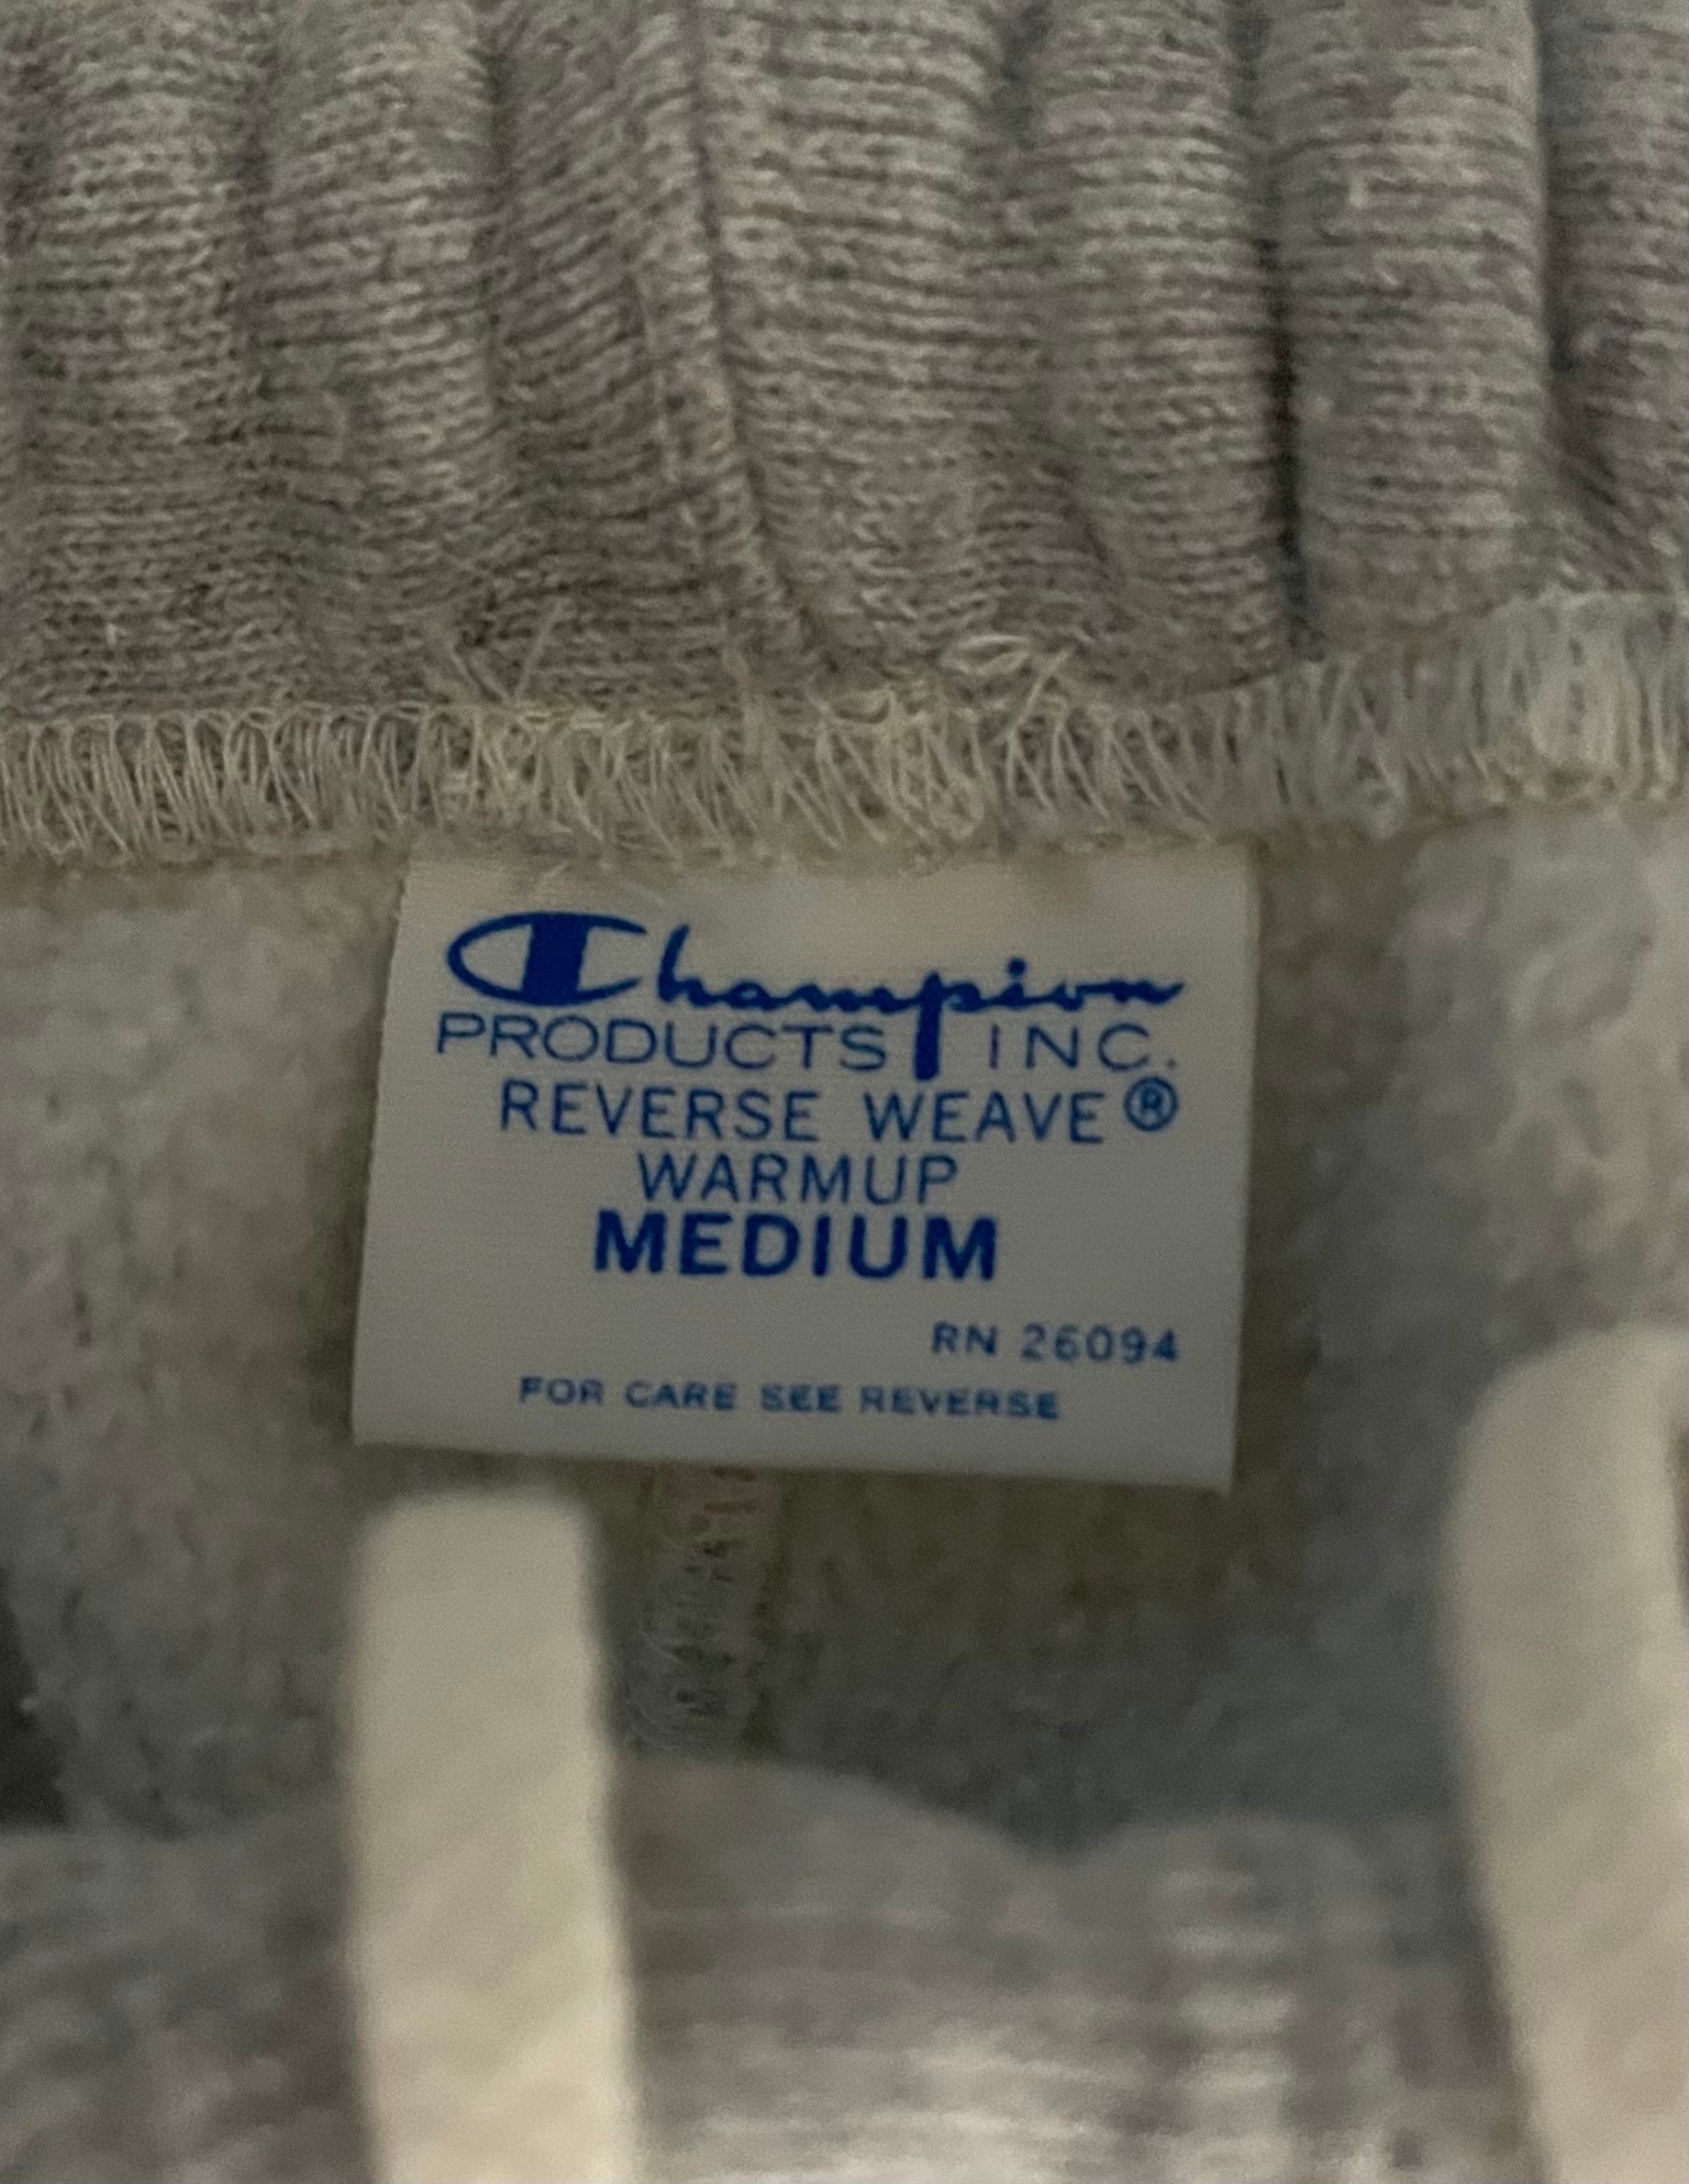 Champion
PRODUCTS INC.
REVERSE WEAVE®
WARMUP
MEDIUM
RN 26094
FOR CARE SEE REVERSE